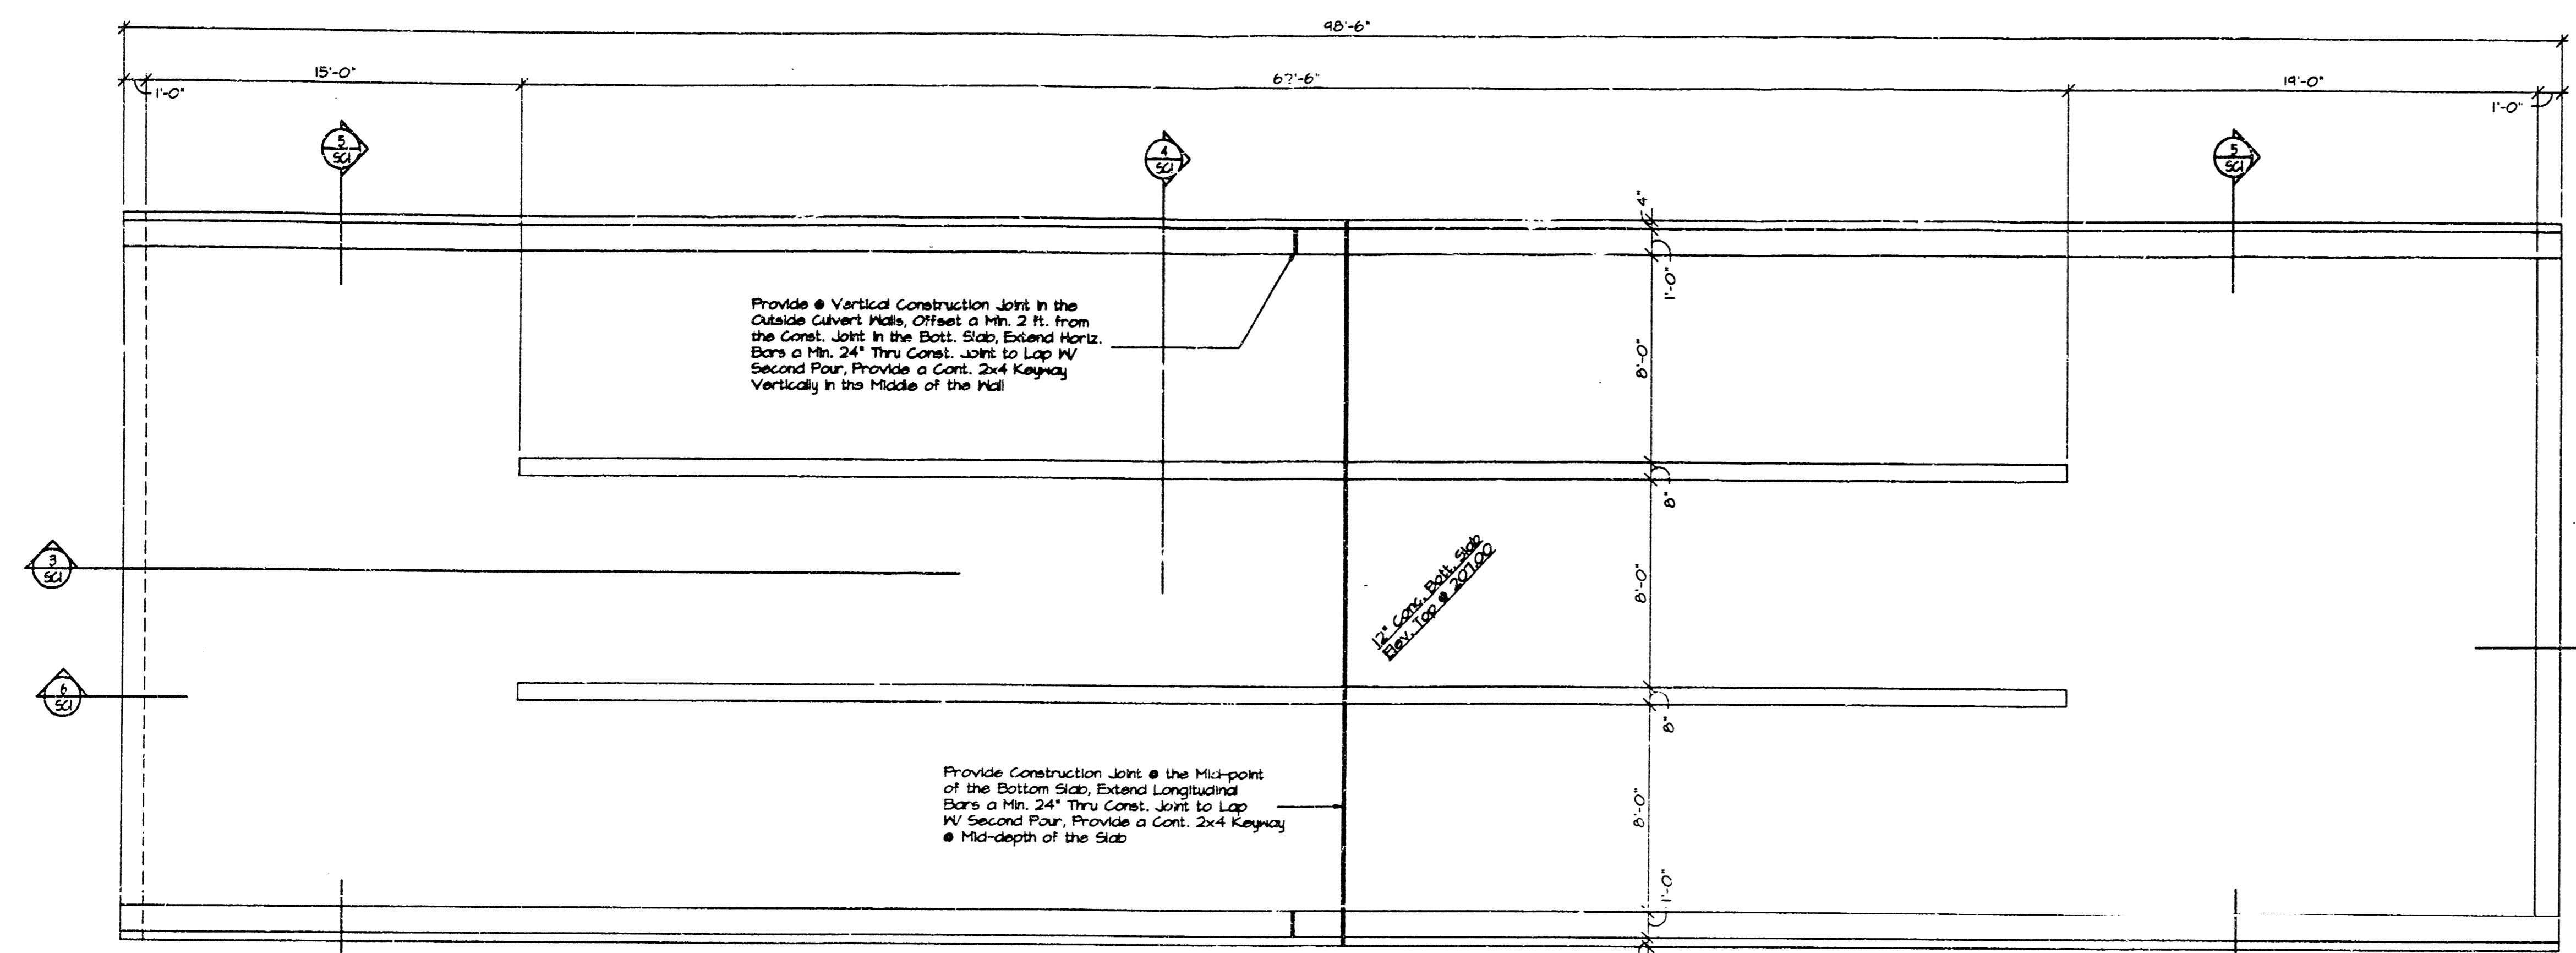 98'-6"
15'-0"
6?'-6"
19'-0"
1'-0"
1'-0"
5
SC1
4
SC1
5
SC1
4"
1'-0"
Provide @ Vertical Construction Joint in the
Outside Culvert Walls, Offset a Min. 2 ft. from
the Const. Joint in the Bott. Slab, Extend Horiz.
Bars a Min. 24" Thru Const. Joint to Lap W/
Second Pour, Provide a Cont. 2x4 Keyway
Vertically in the Middle of the Wall
8'-0"
8"
3
SC1
12" Conc. Bott. Slab
Elev. Top @ 207.00
8'-0"
6
SC1
8"
Provide Construction Joint @ the Mid-point
of the Bottom Slab, Extend Longitudinal
Bars a Min. 24" Thru Const. Joint to Lap
W/ Second Pour, Provide a Cont. 2x4 Keyway
@ Mid-depth of the Slab
8'-0"
1'-0"